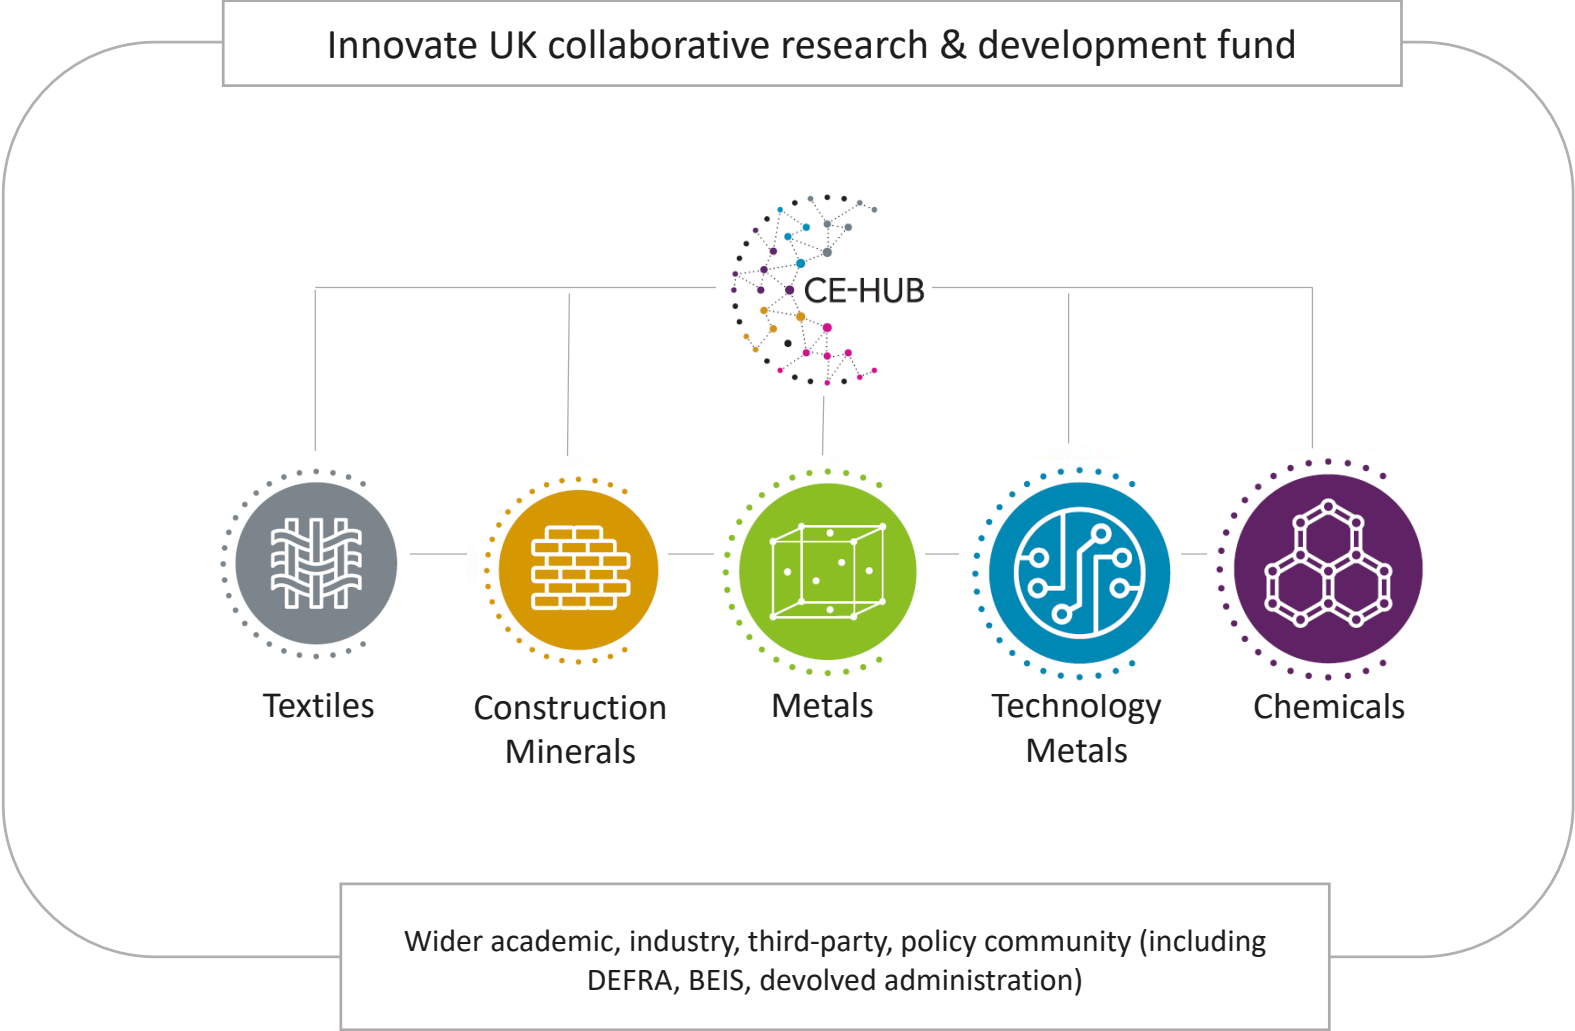 Innovate UK collaborative research & development fund
CE-HUB
Textiles
Construction
Minerals
Metals
Technology
Metals
Chemicals
Wider academic, industry, third-party, policy community (including
DEFRA, BEIS, devolved administration)